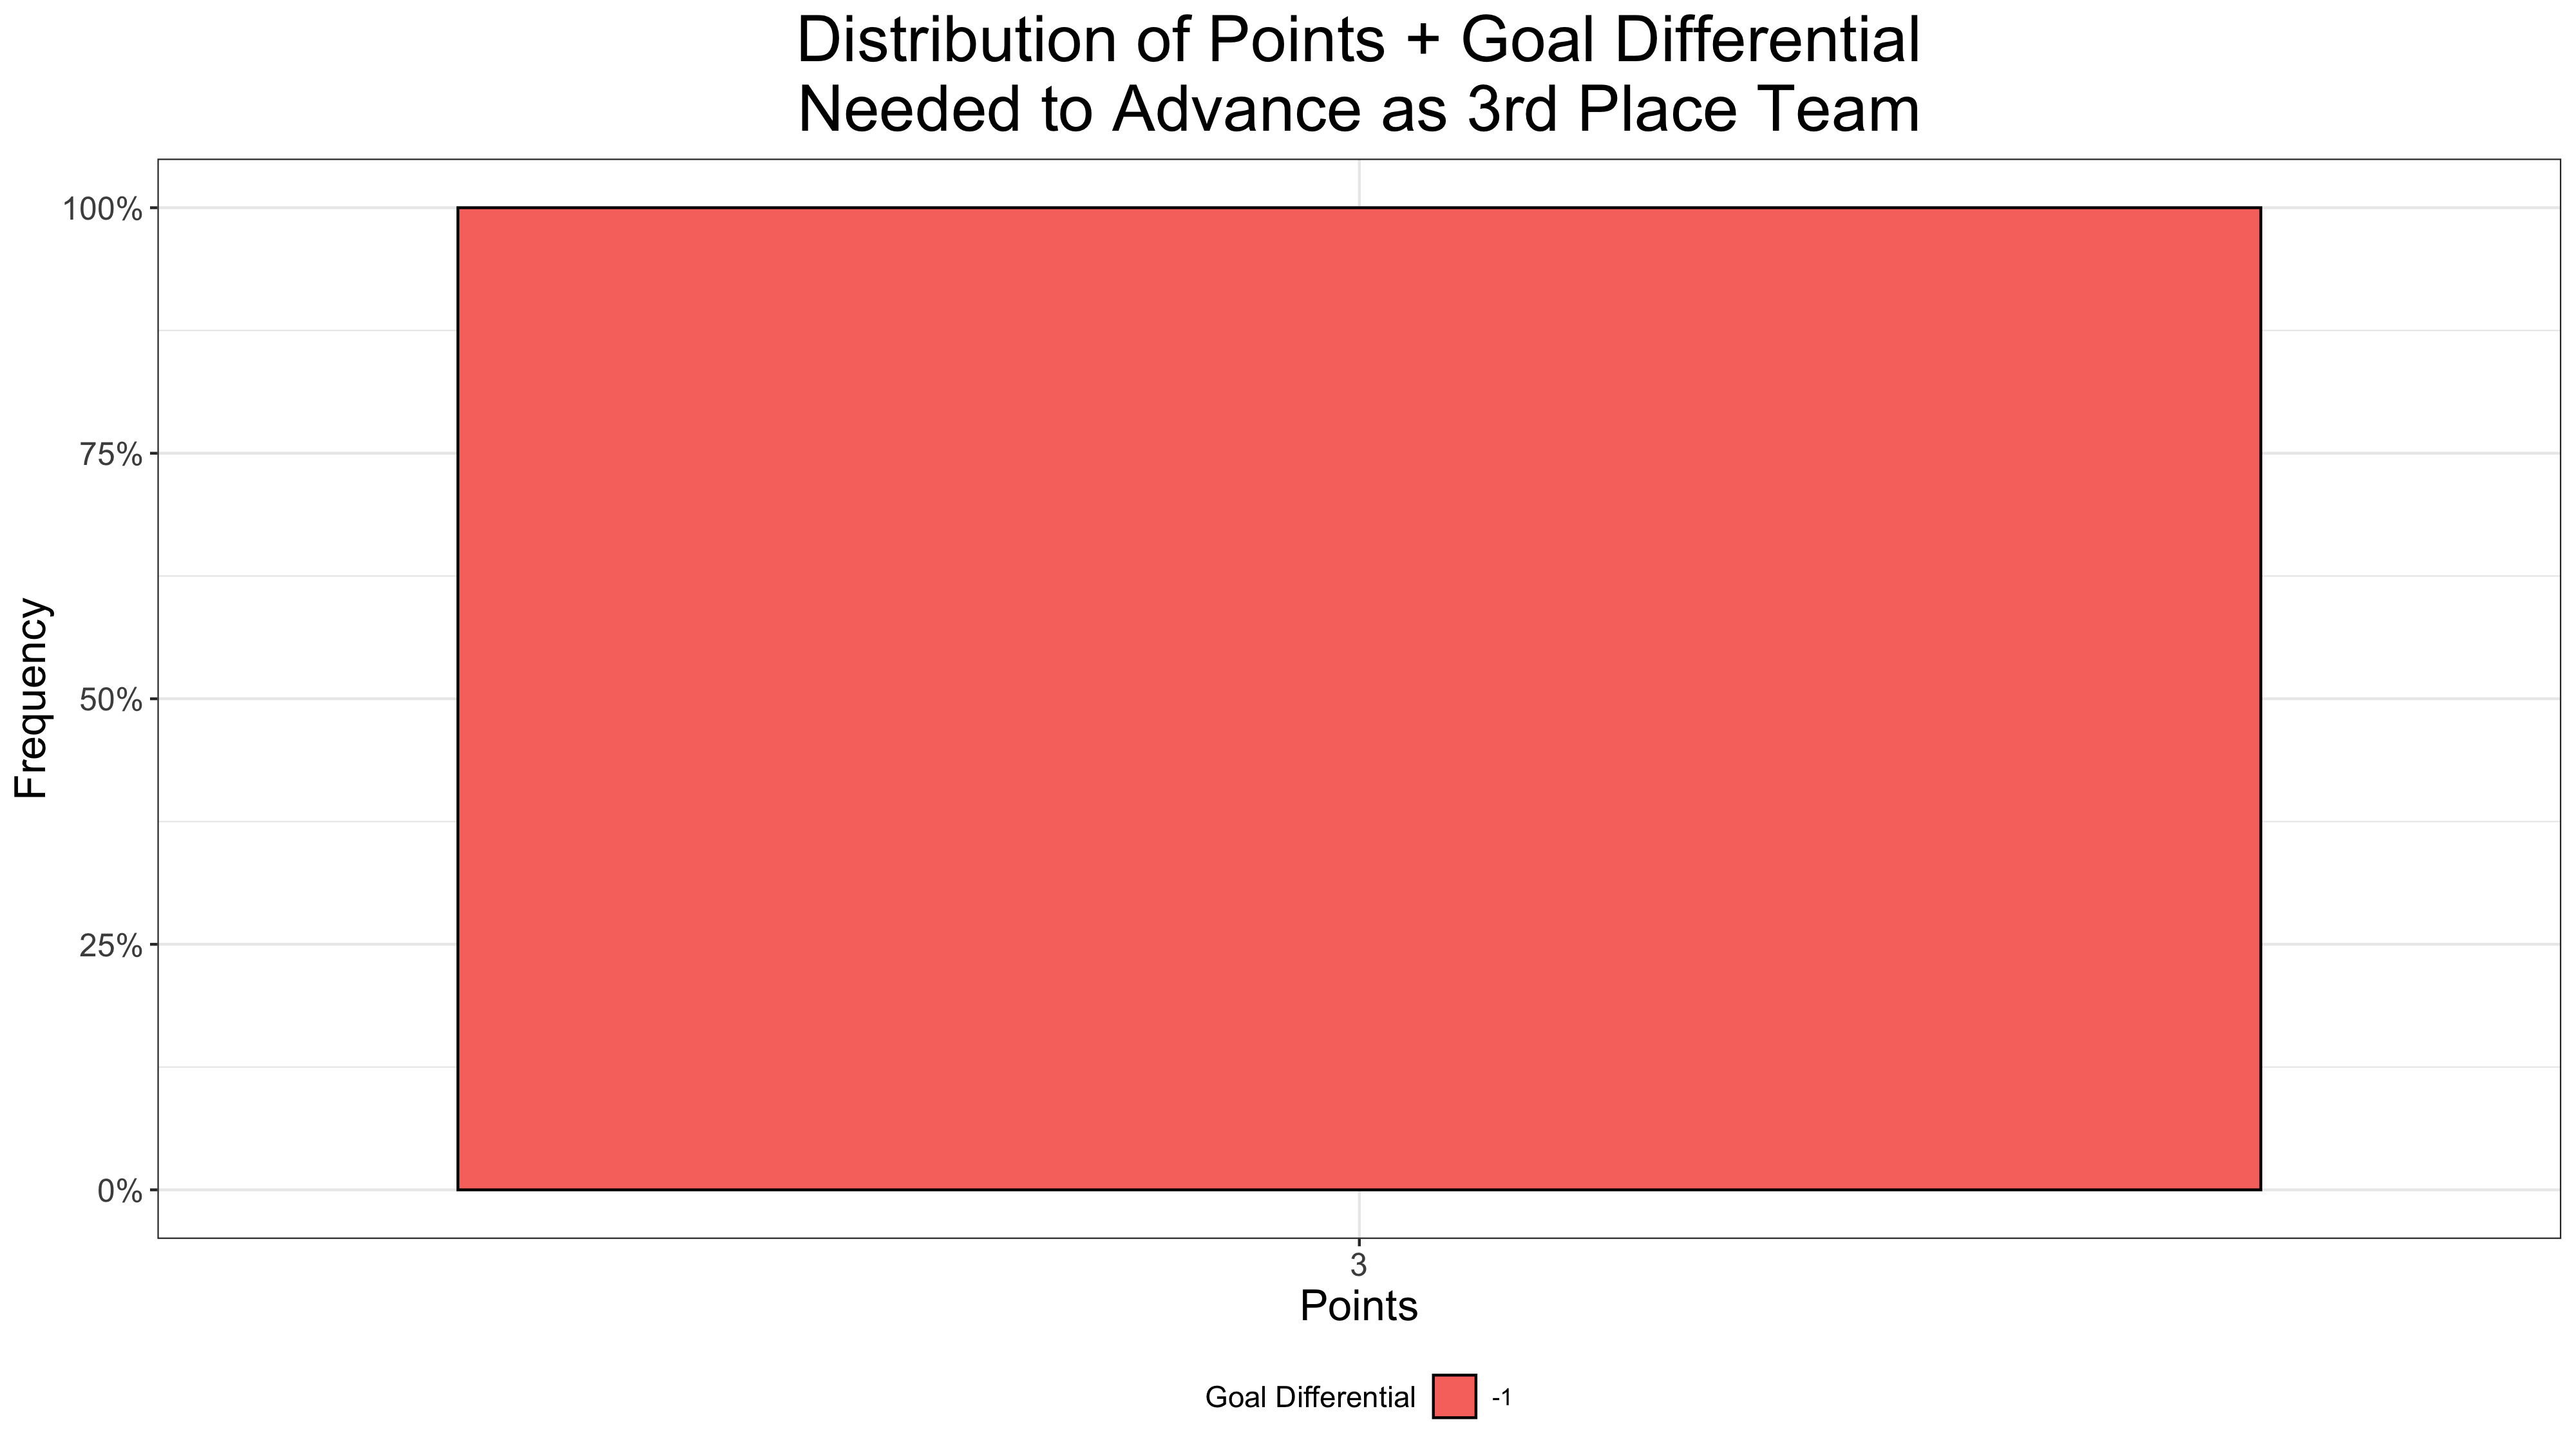 Distribution of Points + Goal Differential
Needed to Advance as 3rd Place Team
Frequency
100%
75%
50%
25%
0%
3
Points
Goal Differential -1